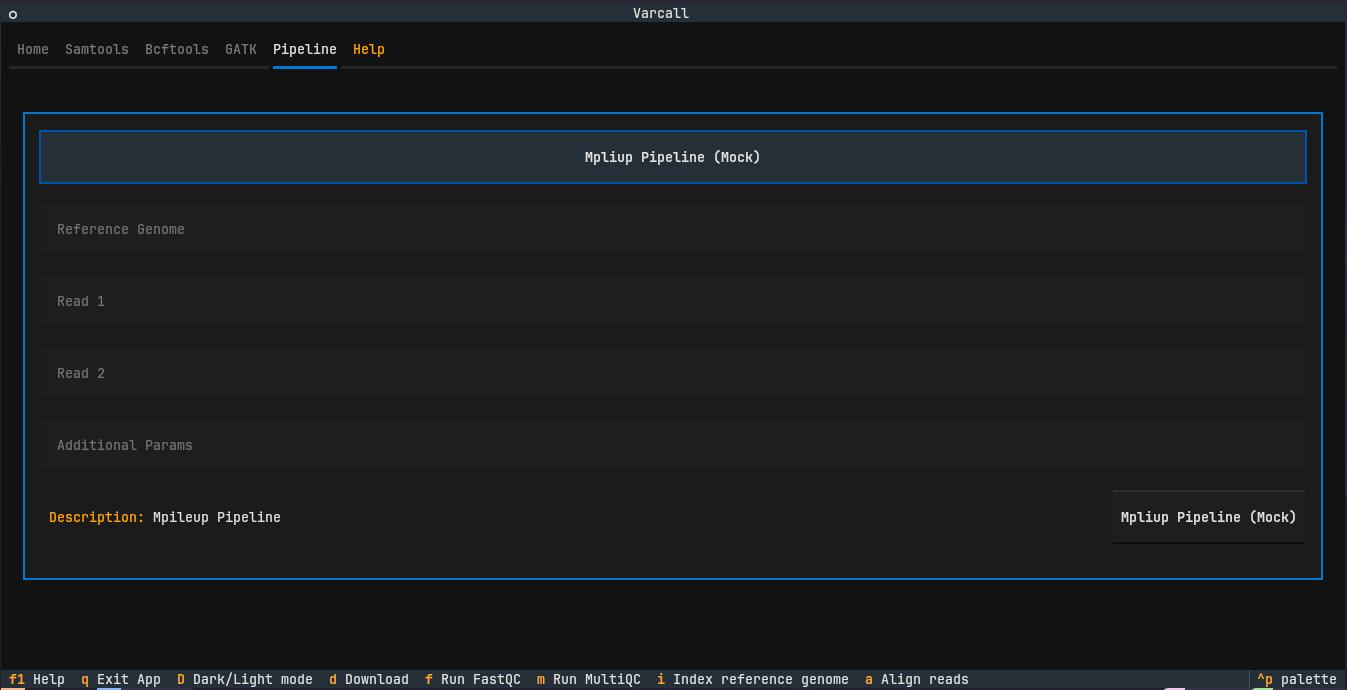 Varcall
Home Samtools Bcftools GATK Pipeline Help
Mpliup Pipeline (Mock)
Reference Genome
Read 1
Read 2
Additional Params
Description: Mpileup Pipeline
Mpliup Pipeline (Mock)
f1 Help q Exit App D Dark/Light mode d Download f Run FastQC m Run MultiQC i Index reference genome a Align reads ^p palette